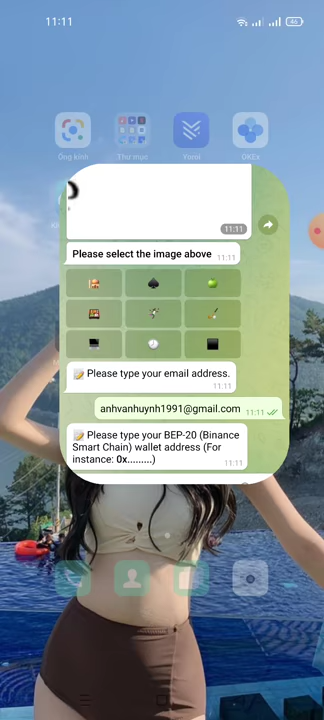 11:11
46
Ống kính
Thư mục
Yomi
OKEx
11:11
Please select the image above 11:11
📝 Please type your email address.
11:11
anhvanhuynh1991@gmail.com 11:11
📝 Please type your BEP-20 (Binance
Smart Chain) wallet address (For
instance: 0x.........)
11:11